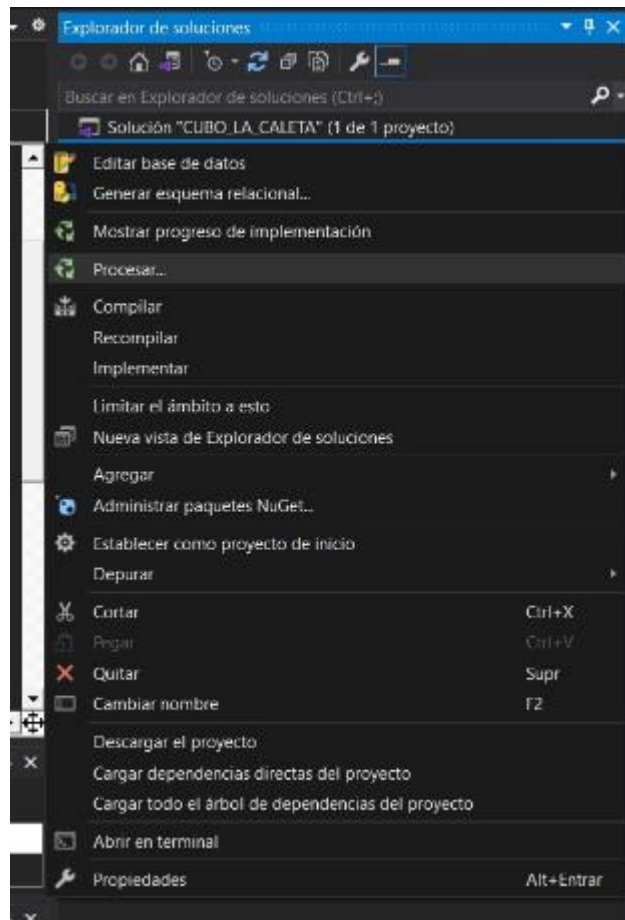 Explorador de soluciones
Buscar en Explorador de soluciones (Ctrl+;)
Solución "CUBO_LA_CALETA" (1 de 1 proyecto)
Editar base de datos
Generar esquema relacional...
Mostrar progreso de implementación
Procesar...
Compilar
Recompilar
Implementar
Limitar el ámbito a esto
Nueva vista de Explorador de soluciones
Agregar
Administrar paquetes NuGet...
Establecer como proyecto de inicio
Depurar
Cortar Ctrl+X
Pegar Ctrl+V
Quitar Supr
Cambiar nombre F2
Descargar el proyecto
Cargar dependencias directas del proyecto
Cargar todo el árbol de dependencias del proyecto
Abrir en terminal
Propiedades Alt+Entrar